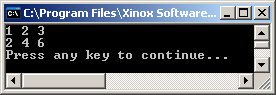 C:\Program Files\Xinox Software...
1 2 3
2 4 6
Press any key to continue...